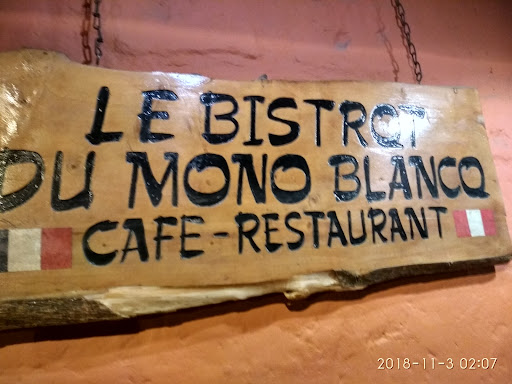 LE BISTROT
DU MONO BLANCO
CAFE-RESTAURANT
2018-11-3 02:07